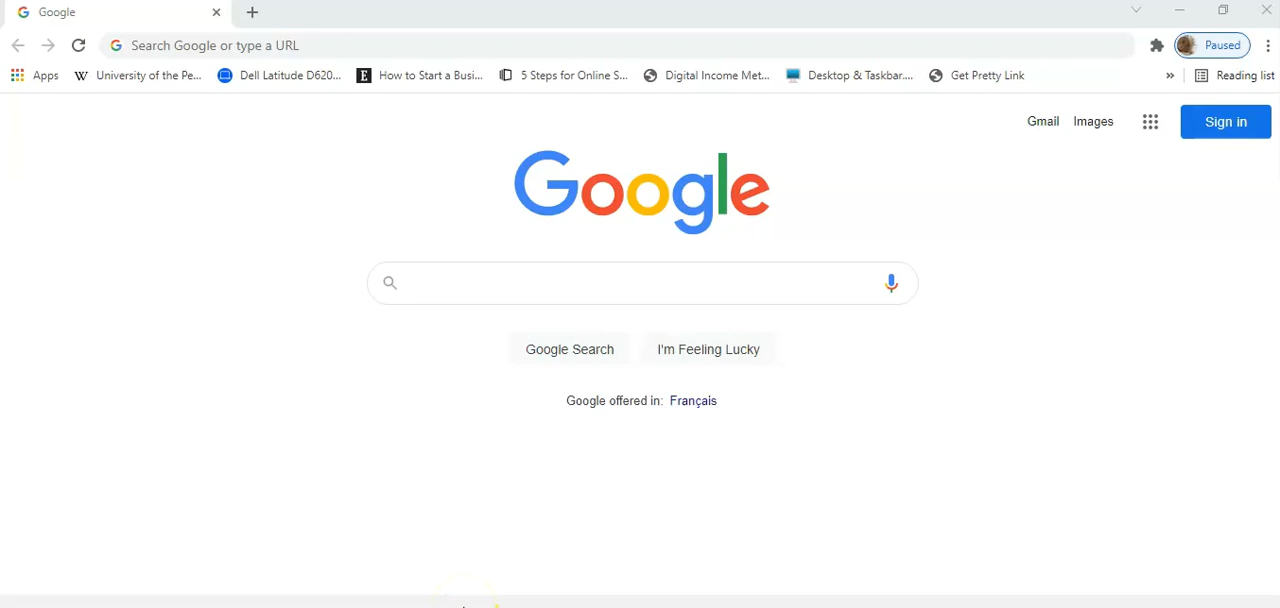 Google
Search Google or type a URL
Paused
Apps
University of the Pe...
Dell Latitude D620...
E
How to Start a Busi...
5 Steps for Online S...
Digital Income Met...
Desktop & Taskbar....
Get Pretty Link
»
Reading list
Gmail
Images
Sign in
Google
Google Search
I'm Feeling Lucky
Google offered in: Français